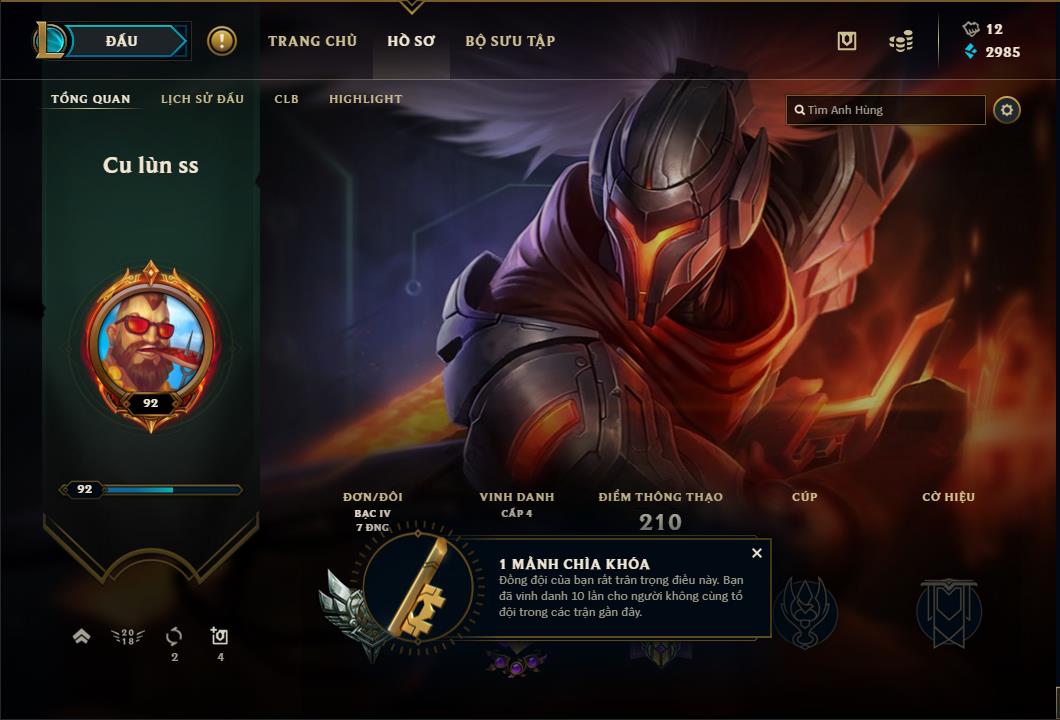 ĐẤU
TRANG CHỦ
HỒ SƠ
BỘ SƯU TẬP
12
2985
TỔNG QUAN
LỊCH SỬ ĐẤU
CLB
HIGHLIGHT
Tìm Anh Hùng
Cu lùn ss
92
92
ĐƠN/ĐÔI
BẠC IV
7 ĐNG
VINH DANH
CẤP 4
ĐIỂM THÔNG THẠO
210
CÚP
CỜ HIỆU
1 MẢNH CHÌA KHÓA
Đồng đội của bạn rất trân trọng điều này. Bạn
đã vinh danh 10 lần cho người không cùng tổ
đội trong các trận gần đây.
20
18
2
4